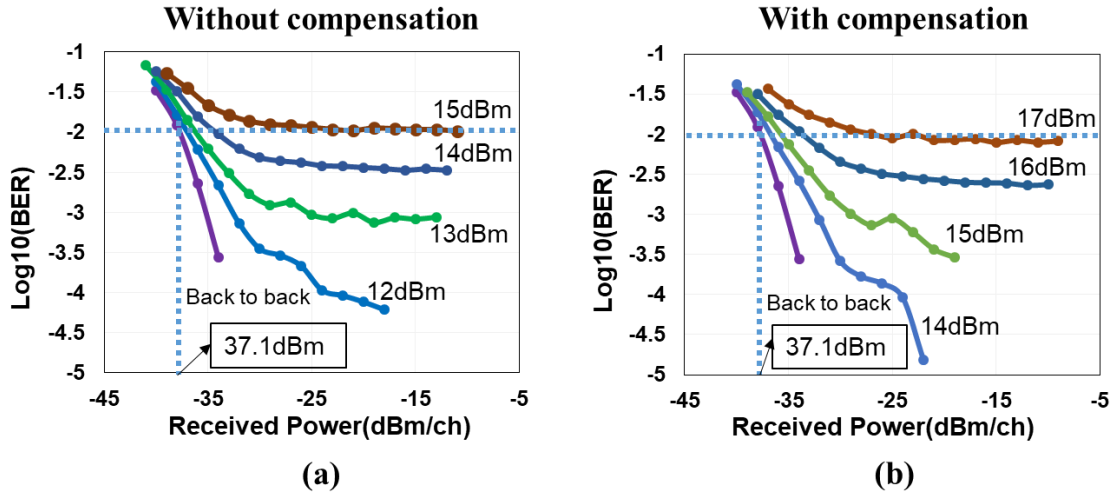 Without compensation
-1
-1.5
-2
-2.5
-3
-3.5
-4
-4.5
-5
Log10(BER)
15dBm
14dBm
13dBm
12dBm
Back to back
37.1dBm
-45 -35 -25 -15 -5
Received Power(dBm/ch)
(a)
With compensation
-1
-1.5
-2
-2.5
-3
-3.5
-4
-4.5
-5
Log10(BER)
17dBm
16dBm
15dBm
14dBm
Back to back
37.1dBm
-45 -35 -25 -15 -5
Received Power(dBm/ch)
(b)